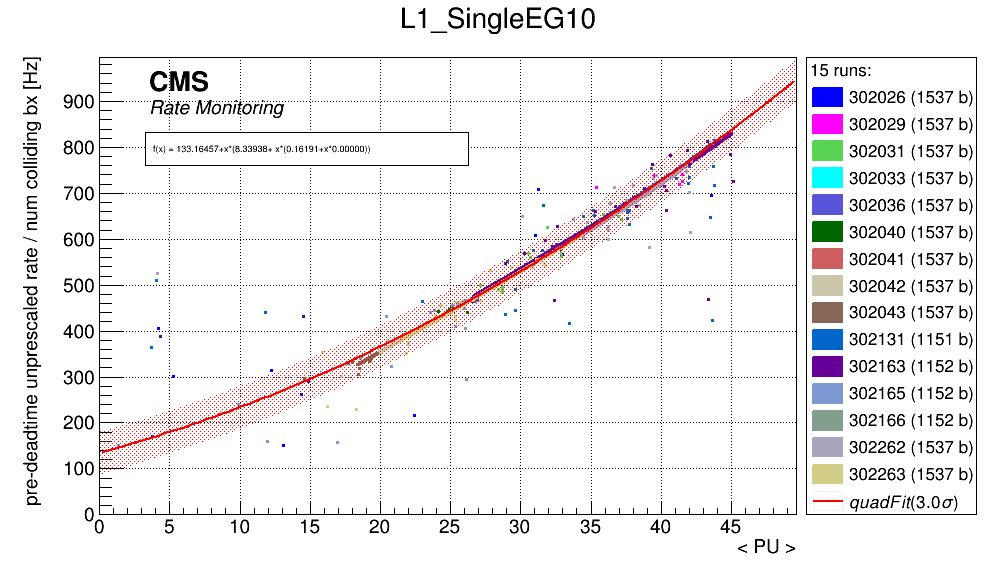 L1_SingleEG10
pre-deadtime unprescaled rate / num colliding bx [Hz]
CMS
Rate Monitoring
f(x) = 133.16457+x*(8.33938+ x*(0.16191+x*0.00000))
900
800
700
600
500
400
300
200
100
0
0 5 10 15 20 25 30 35 40 45
< PU >
15 runs:
302026 (1537 b)
302029 (1537 b)
302031 (1537 b)
302033 (1537 b)
302036 (1537 b)
302040 (1537 b)
302041 (1537 b)
302042 (1537 b)
302043 (1537 b)
302131 (1151 b)
302163 (1152 b)
302165 (1152 b)
302166 (1152 b)
302262 (1537 b)
302263 (1537 b)
quadFit(3.0σ)